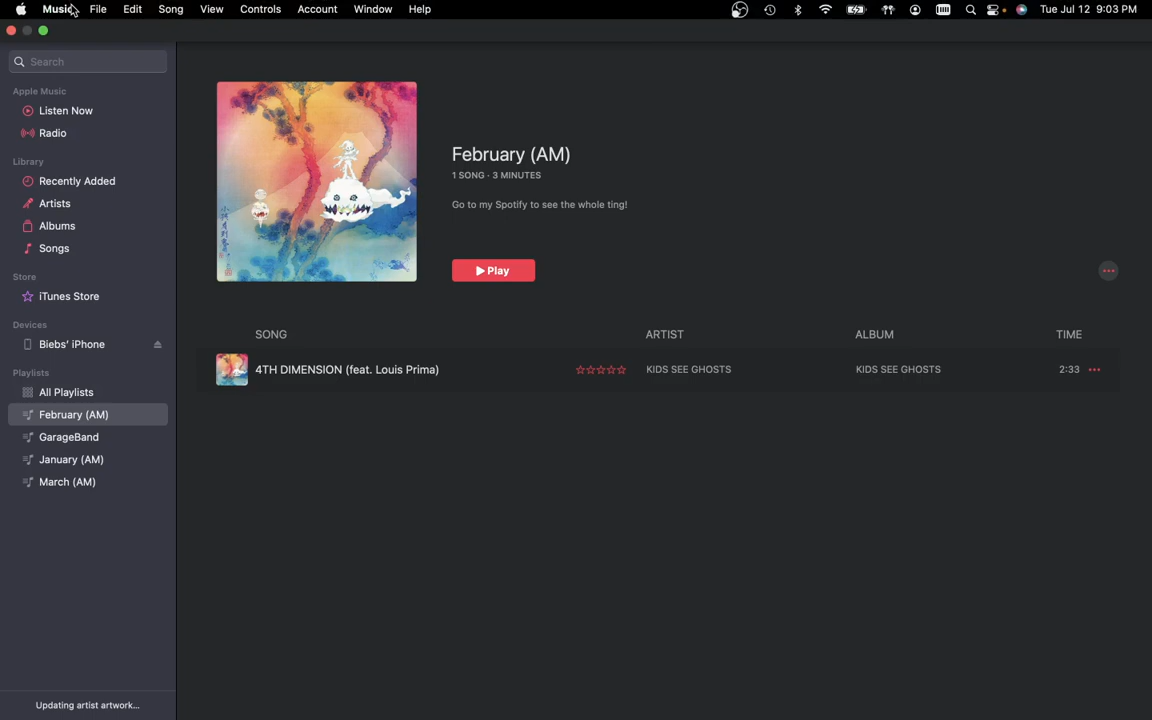 Music File Edit Song View Controls Account Window Help Tue Jul 12 9:03 PM
Search
Apple Music
Listen Now
Radio
Library
Recently Added
Artists
Albums
Songs
Store
iTunes Store
Devices
Biebs' iPhone
Playlists
All Playlists
February (AM)
GarageBand
January (AM)
March (AM)
Updating artist artwork...
February (AM)
1 SONG · 3 MINUTES
Go to my Spotify to see the whole ting!
Play
SONG ARTIST ALBUM TIME
4TH DIMENSION (feat. Louis Prima) KIDS SEE GHOSTS KIDS SEE GHOSTS 2:33